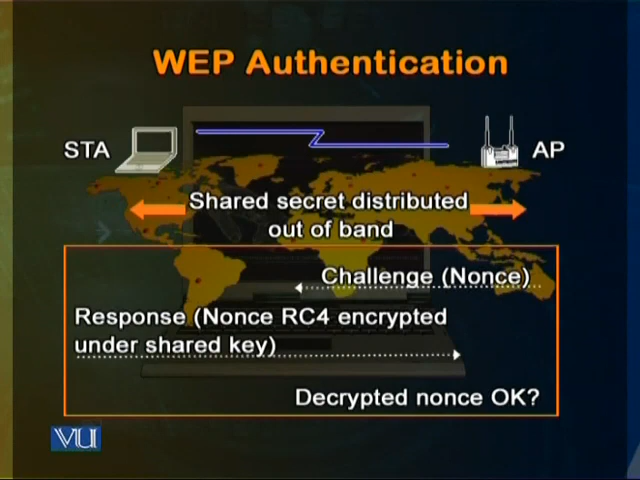 WEP Authentication
STA
AP
Shared secret distributed
out of band
Challenge (Nonce)
Response (Nonce RC4 encrypted
under shared key)
Decrypted nonce OK?
VU